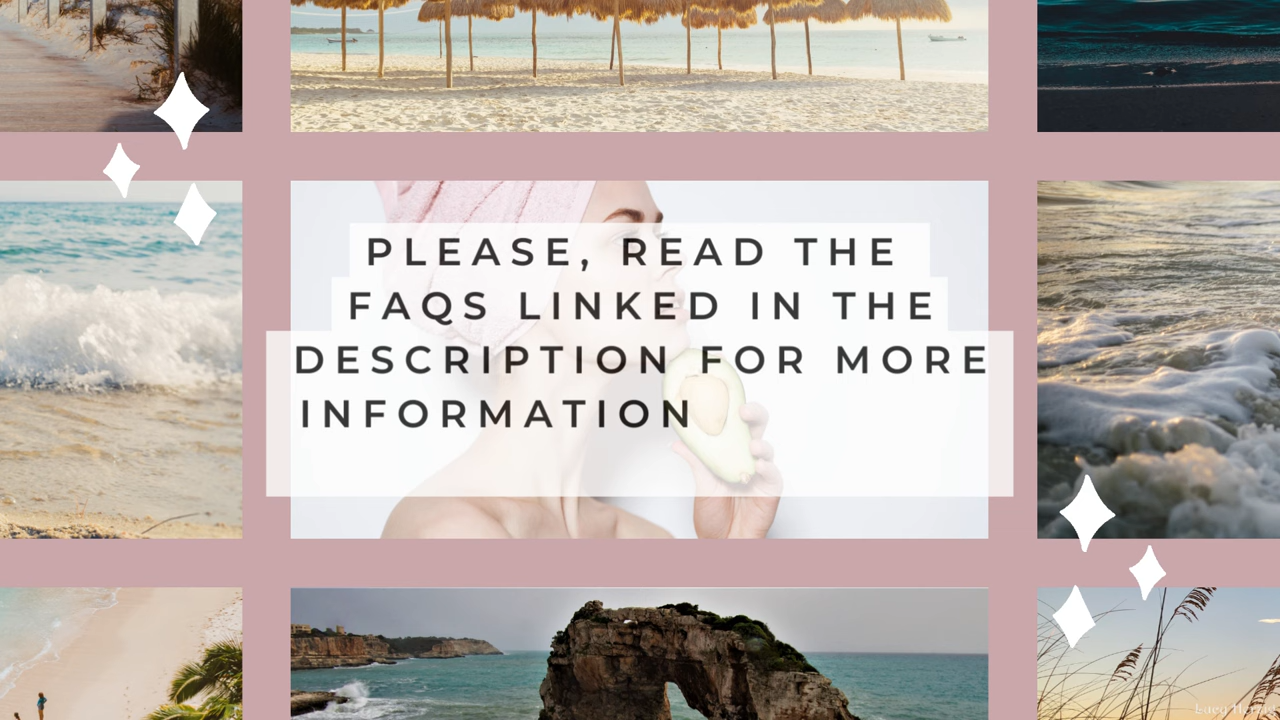 PLEASE, READ THE
FAQS LINKED IN THE
DESCRIPTION FOR MORE
INFORMATION